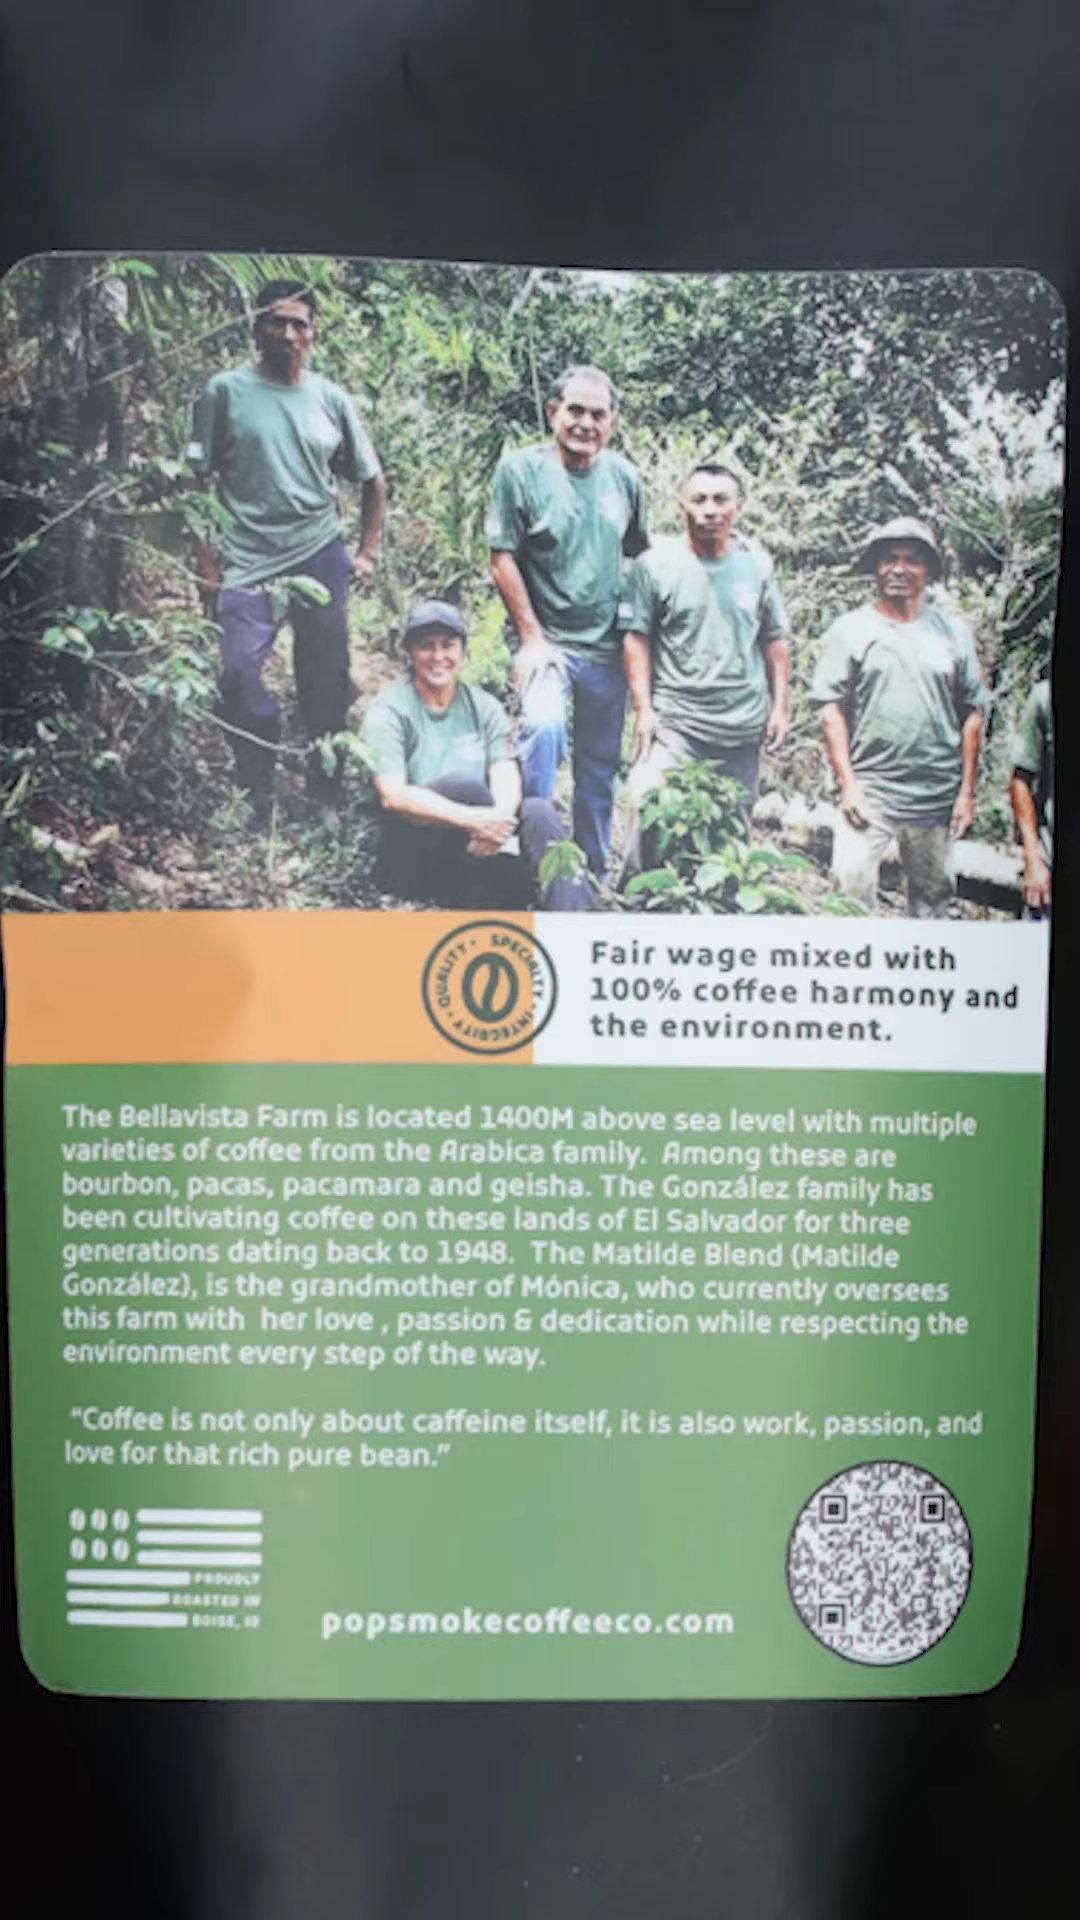 QUALITY · SPECIALTY · INTEGRITY ·
Fair wage mixed with
100% coffee harmony and
the environment.
The Bellavista Farm is located 1400M above sea level with multiple
varieties of coffee from the Arabica family.  Among these are
bourbon, pacas, pacamara and geisha. The González family has
been cultivating coffee on these lands of El Salvador for three
generations dating back to 1948.  The Matilde Blend (Matilde
González), is the grandmother of Mónica, who currently oversees
this farm with  her love , passion & dedication while respecting the
environment every step of the way.
"Coffee is not only about caffeine itself, it is also work, passion, and
love for that rich pure bean."
PROUDLY
ROASTED IN
BOISE, ID
popsmokecoffeeco.com